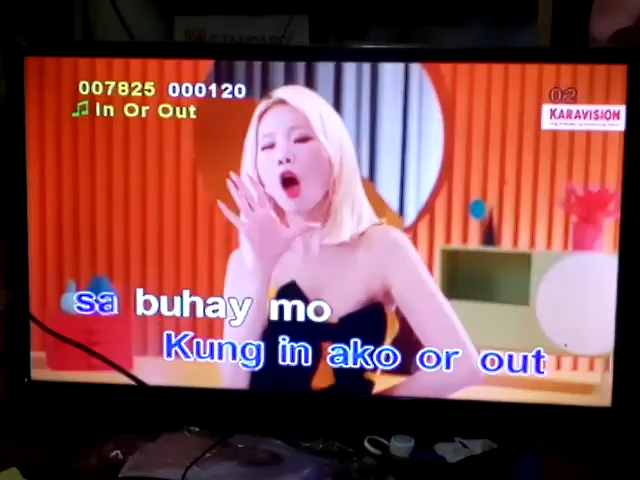 007825 000120
In Or Out
02
KARAVISION
sa buhay mo
Kung in ako or out